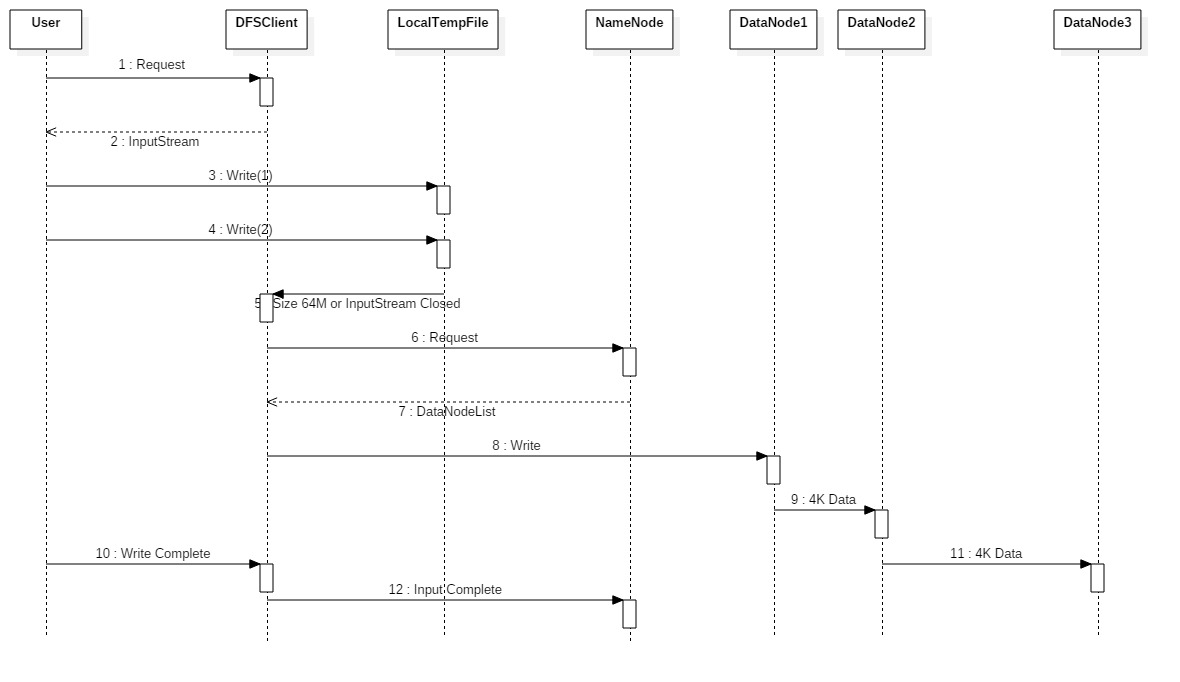 User
DFSClient
LocalTempFile
NameNode
DataNode1
DataNode2
DataNode3
1 : Request
2 : InputStream
3 : Write(1)
4 : Write(2)
5 : Size 64M or InputStream Closed
6 : Request
7 : DataNodeList
8 : Write
9 : 4K Data
10 : Write Complete
11 : 4K Data
12 : Input Complete